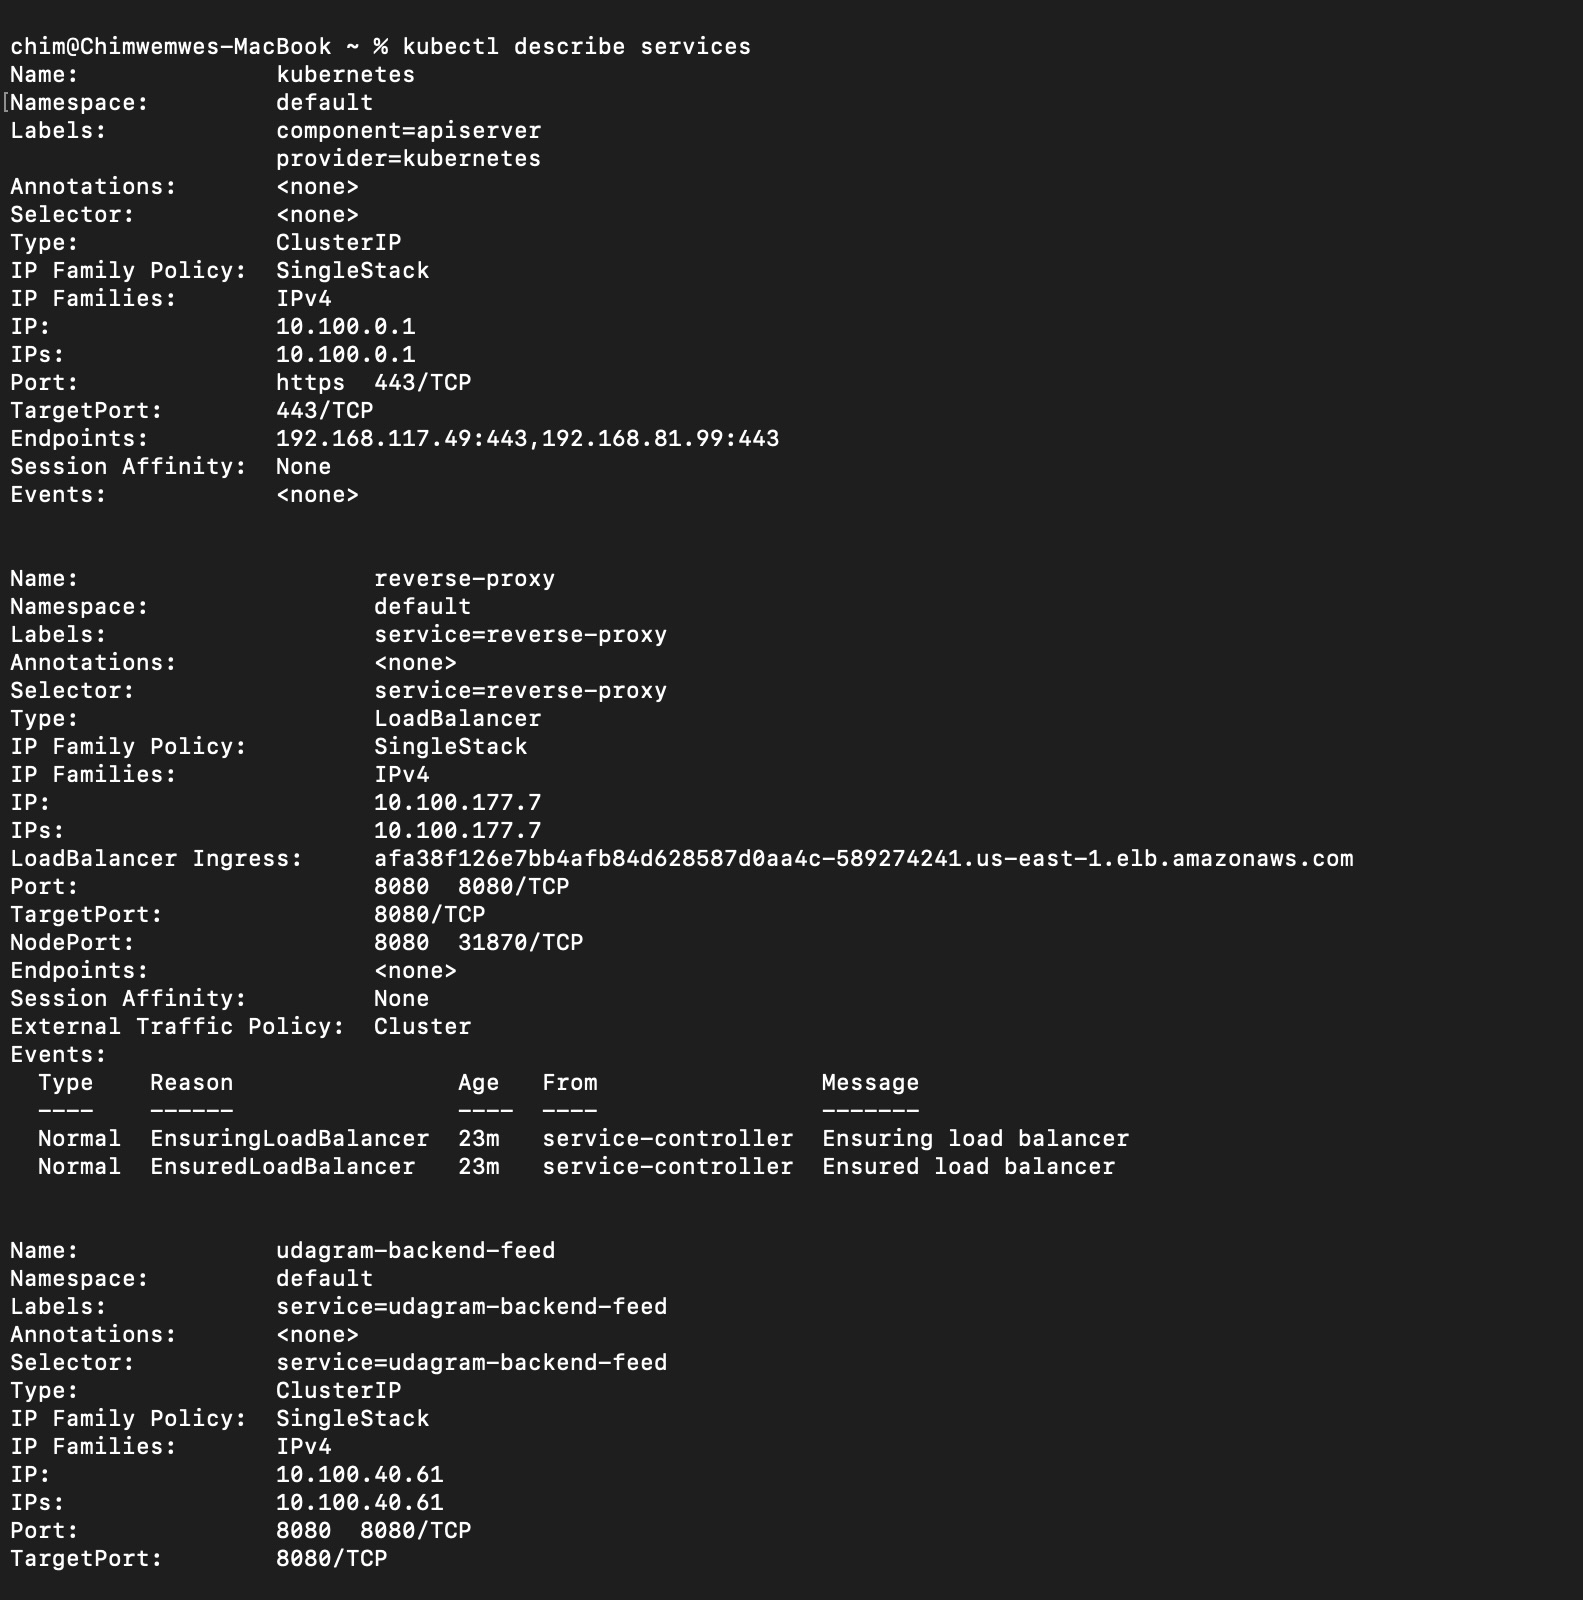 chim@Chimwemwes-MacBook ~ % kubectl describe services
Name:              kubernetes
[Namespace:         default
Labels:            component=apiserver
                   provider=kubernetes
Annotations:       <none>
Selector:          <none>
Type:              ClusterIP
IP Family Policy:  SingleStack
IP Families:       IPv4
IP:                10.100.0.1
IPs:               10.100.0.1
Port:              https  443/TCP
TargetPort:        443/TCP
Endpoints:         192.168.117.49:443,192.168.81.99:443
Session Affinity:  None
Events:            <none>
Name:                     reverse-proxy
Namespace:                default
Labels:                   service=reverse-proxy
Annotations:              <none>
Selector:                 service=reverse-proxy
Type:                     LoadBalancer
IP Family Policy:         SingleStack
IP Families:              IPv4
IP:                       10.100.177.7
IPs:                      10.100.177.7
LoadBalancer Ingress:     afa38f126e7bb4afb84d628587d0aa4c-589274241.us-east-1.elb.amazonaws.com
Port:                     8080  8080/TCP
TargetPort:               8080/TCP
NodePort:                 8080  31870/TCP
Endpoints:                <none>
Session Affinity:         None
External Traffic Policy:  Cluster
Events:
  Type    Reason                Age   From                Message
  ----    ------                ----  ----                -------
  Normal  EnsuringLoadBalancer  23m   service-controller  Ensuring load balancer
  Normal  EnsuredLoadBalancer   23m   service-controller  Ensured load balancer
Name:              udagram-backend-feed
Namespace:         default
Labels:            service=udagram-backend-feed
Annotations:       <none>
Selector:          service=udagram-backend-feed
Type:              ClusterIP
IP Family Policy:  SingleStack
IP Families:       IPv4
IP:                10.100.40.61
IPs:               10.100.40.61
Port:              8080  8080/TCP
TargetPort:        8080/TCP